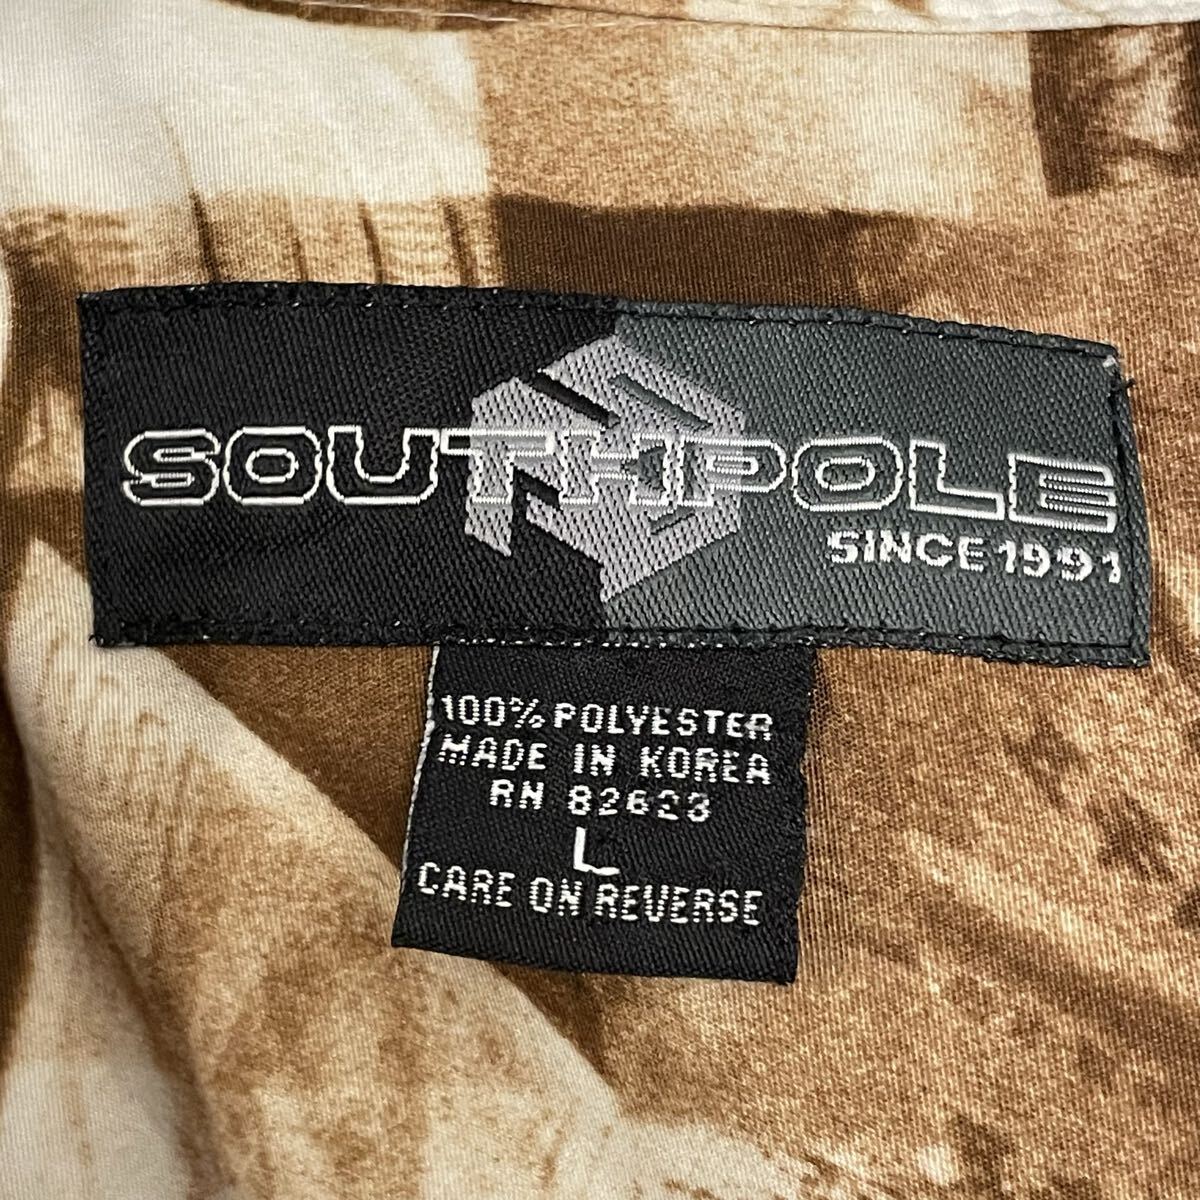 SOUTHPOLE
SINCE 1991
100% POLYESTER
MADE IN KOREA
RN 82623
L
CARE ON REVERSE